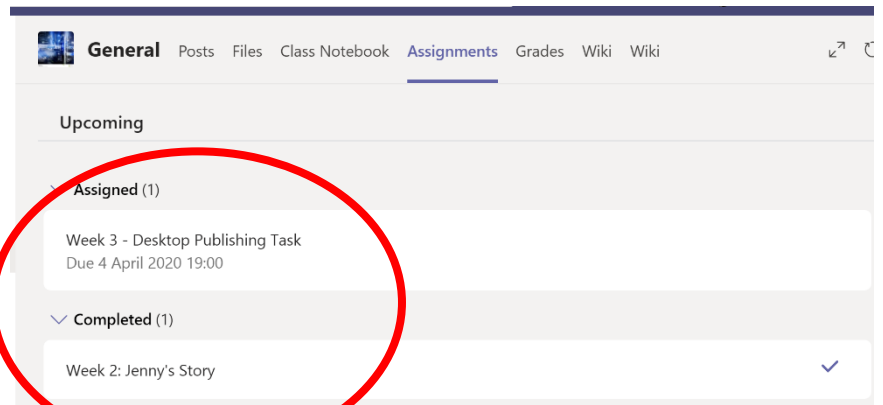 General Posts Files Class Notebook Assignments Grades Wiki Wiki
Upcoming
Assigned (1)
Week 3 - Desktop Publishing Task
Due 4 April 2020 19:00
Completed (1)
Week 2: Jenny's Story